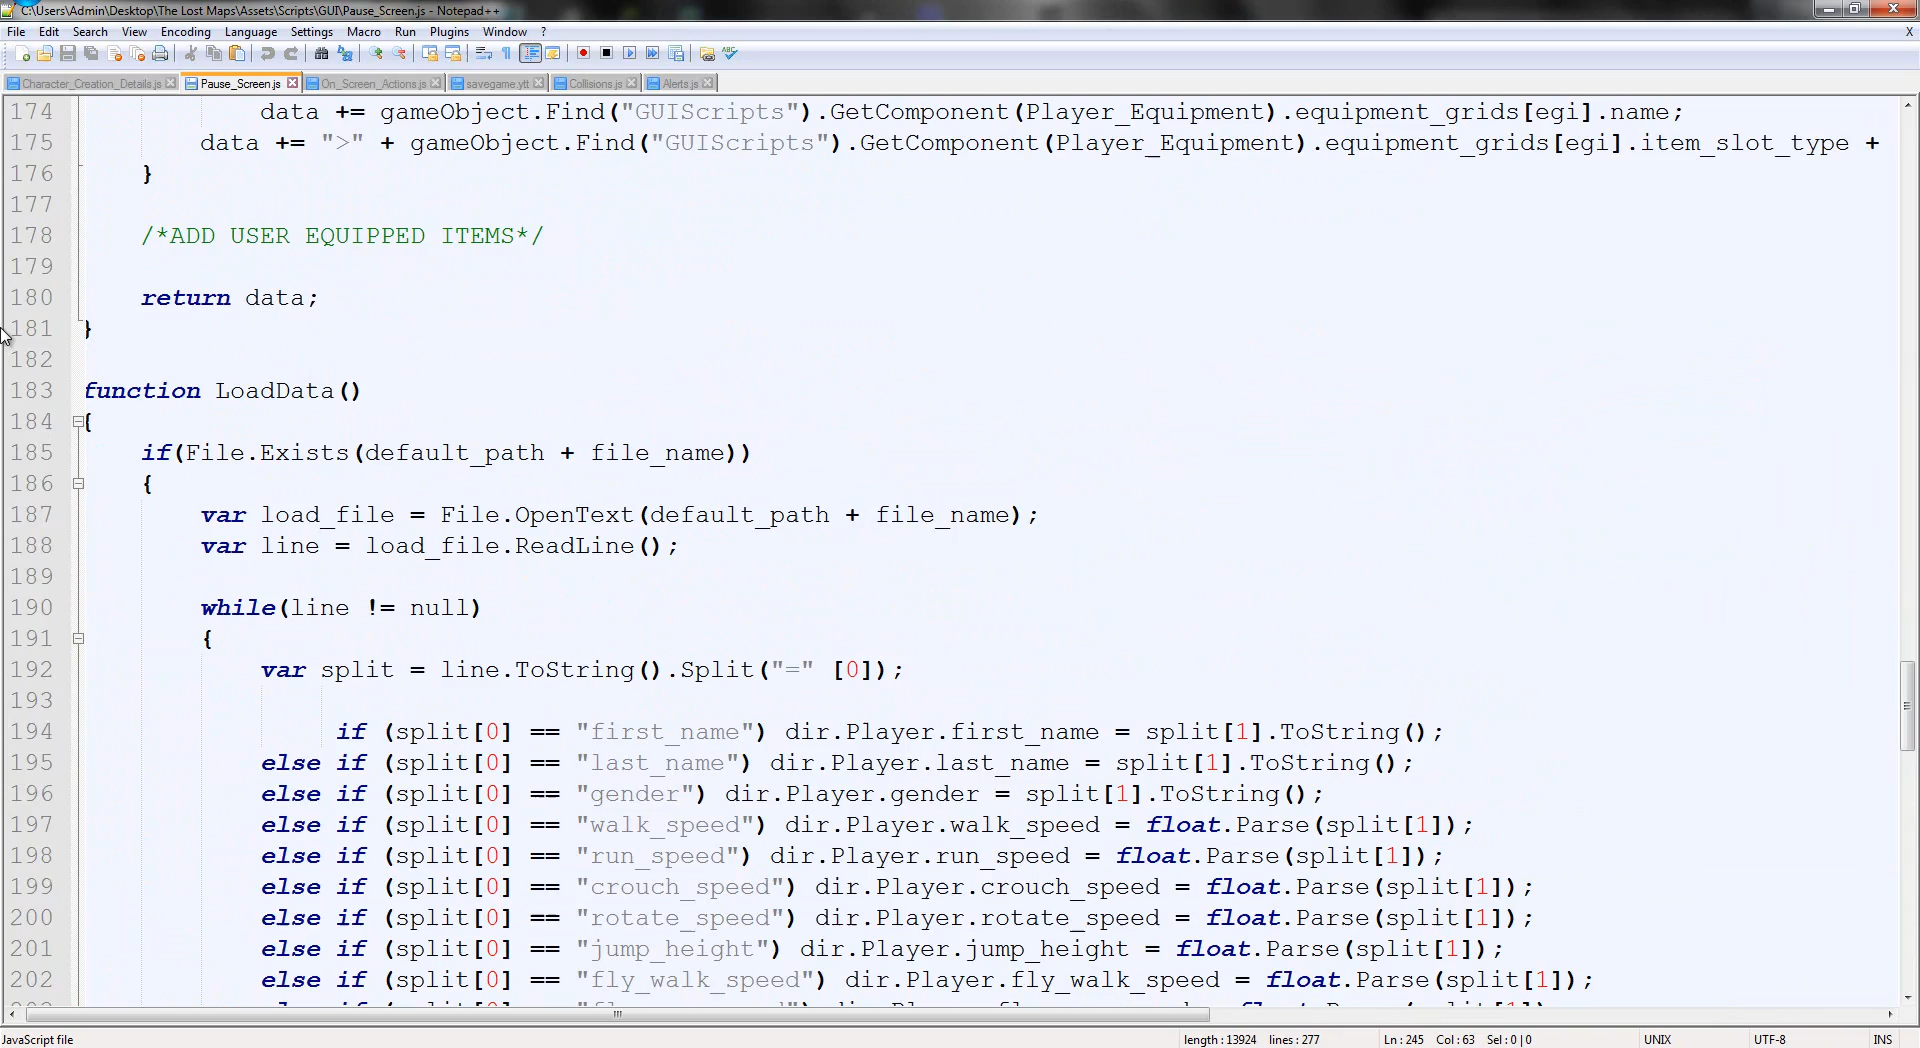 C:\Users\Admin\Desktop\The Lost Maps\Assets\Scripts\GUI\Pause_Screen.js - Notepad++
File Edit Search View Encoding Language Settings Macro Run Plugins Window ? X
Character_Creation_Details.js Pause_Screen.js On_Screen_Actions.js savegame.ytt Collisions.js Alerts.js
174 data += gameObject.Find("GUIScripts").GetComponent(Player_Equipment).equipment_grids[egi].name;
175 data += ">" + gameObject.Find("GUIScripts").GetComponent(Player_Equipment).equipment_grids[egi].item_slot_type +
176 }
177
178 /*ADD USER EQUIPPED ITEMS*/
179
180 return data;
181 }
182
183 function LoadData()
184 {
185 if(File.Exists(default_path + file_name))
186 {
187 var load_file = File.OpenText(default_path + file_name);
188 var line = load_file.ReadLine();
189
190 while(line != null)
191 {
192 var split = line.ToString().Split("=" [0]);
193
194 if (split[0] == "first_name") dir.Player.first_name = split[1].ToString();
195 else if (split[0] == "last_name") dir.Player.last_name = split[1].ToString();
196 else if (split[0] == "gender") dir.Player.gender = split[1].ToString();
197 else if (split[0] == "walk_speed") dir.Player.walk_speed = float.Parse(split[1]);
198 else if (split[0] == "run_speed") dir.Player.run_speed = float.Parse(split[1]);
199 else if (split[0] == "crouch_speed") dir.Player.crouch_speed = float.Parse(split[1]);
200 else if (split[0] == "rotate_speed") dir.Player.rotate_speed = float.Parse(split[1]);
201 else if (split[0] == "jump_height") dir.Player.jump_height = float.Parse(split[1]);
202 else if (split[0] == "fly_walk_speed") dir.Player.fly_walk_speed = float.Parse(split[1]);
JavaScript file length : 13924 lines : 277 Ln : 245 Col : 63 Sel : 0 | 0 UNIX UTF-8 INS